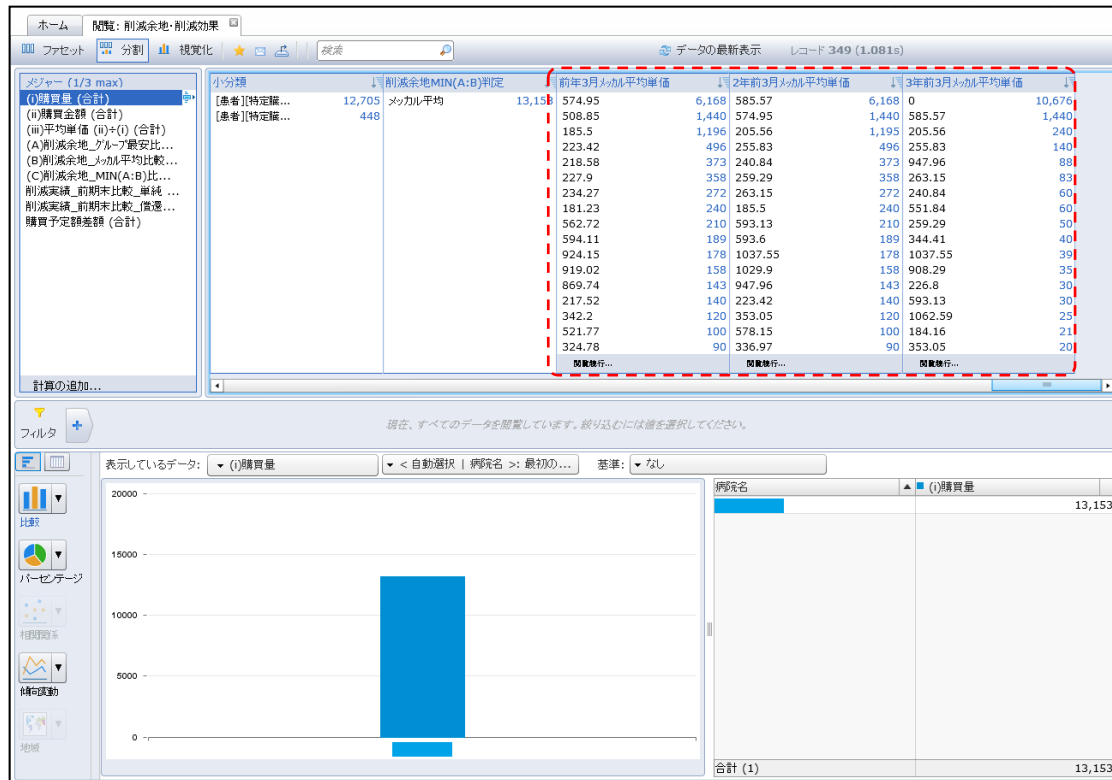 ホーム 閲覧: 削減余地・削減効果
ファセット 分割 視覚化 検索 データの最新表示 レコード 349 (1.081s)
メジャー (1/3 max) 小分類 削減余地MIN(A:B)判定 前年3月メッカル平均単価 2年前3月メッカル平均単価 3年前3月メッカル平均単価
(i)購買量 (合計) [患者][特定臓... 12,705 メッカル平均 13,153 574.95 6,168 585.57 6,168 0 10,676
(ii)購買金額 (合計) [患者][特定臓... 448 508.85 1,440 574.95 1,440 585.57 1,440
(iii)平均単価 (ii)÷(i) (合計) 185.5 1,196 205.56 1,195 205.56 240
(A)削減余地_グループ最安比... 223.42 496 255.83 496 255.83 140
(B)削減余地_メッカル平均比較... 218.58 373 240.84 373 947.96 88
(C)削減余地_MIN(A:B)比... 227.9 358 259.29 358 263.15 83
削減実績_前期末比較_単純 ... 234.27 272 263.15 272 240.84 60
削減実績_前期末比較_償還... 181.23 240 185.5 240 551.84 60
購買予定額差額 (合計) 562.72 210 593.13 210 259.29 50
594.11 189 593.6 189 344.41 40
924.15 178 1037.55 178 1037.55 39
919.02 158 1029.9 158 908.29 35
869.74 143 947.96 143 226.8 30
217.52 140 223.42 140 593.13 30
342.2 120 353.05 120 1062.59 25
521.77 100 578.15 100 184.16 21
324.78 90 336.97 90 353.05 20
閲覧続行... 閲覧続行... 閲覧続行...
計算の追加...
フィルタ 現在、すべてのデータを閲覧しています。絞り込むには値を選択してください。
表示しているデータ: (i)購買量 < 自動選択 | 病院名 >: 最初の... 基準: なし
病院名 (i)購買量
13,153
20000
比較
15000
パーセンテージ
10000
相関関係
5000
傾向変動
0
地域
合計 (1) 13,153